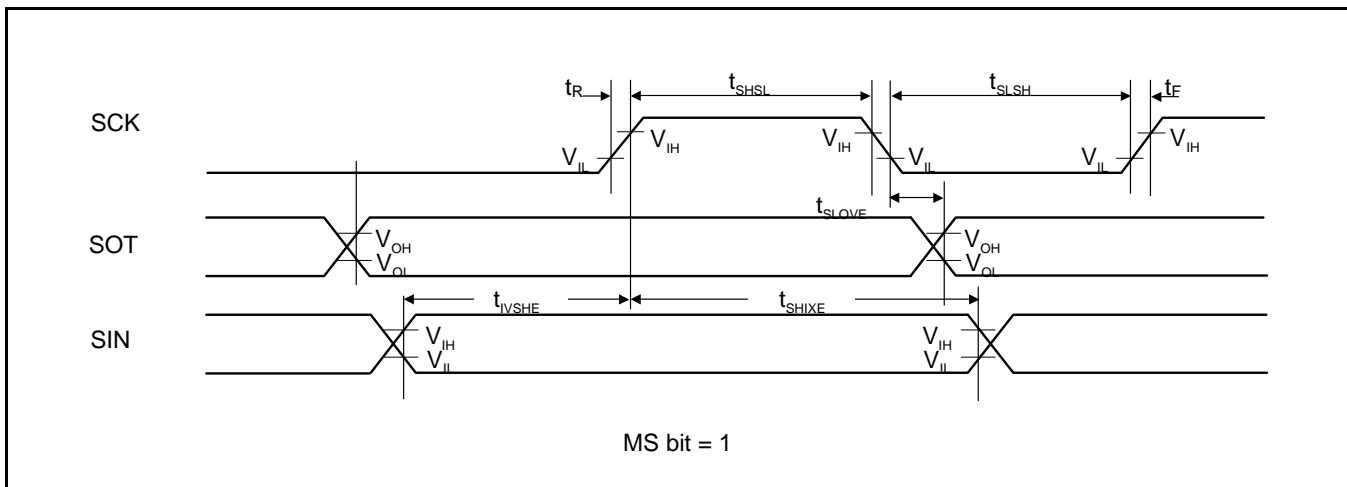 tR tSHSL tSLSH tF
SCK
VIH VIH VIH
VIL VIL VIL
tSLOVE
SOT
VOH VOH
VOL VOL
tIVSHE tSHIXE
SIN
VIH VIH
VIL VIL
MS bit = 1